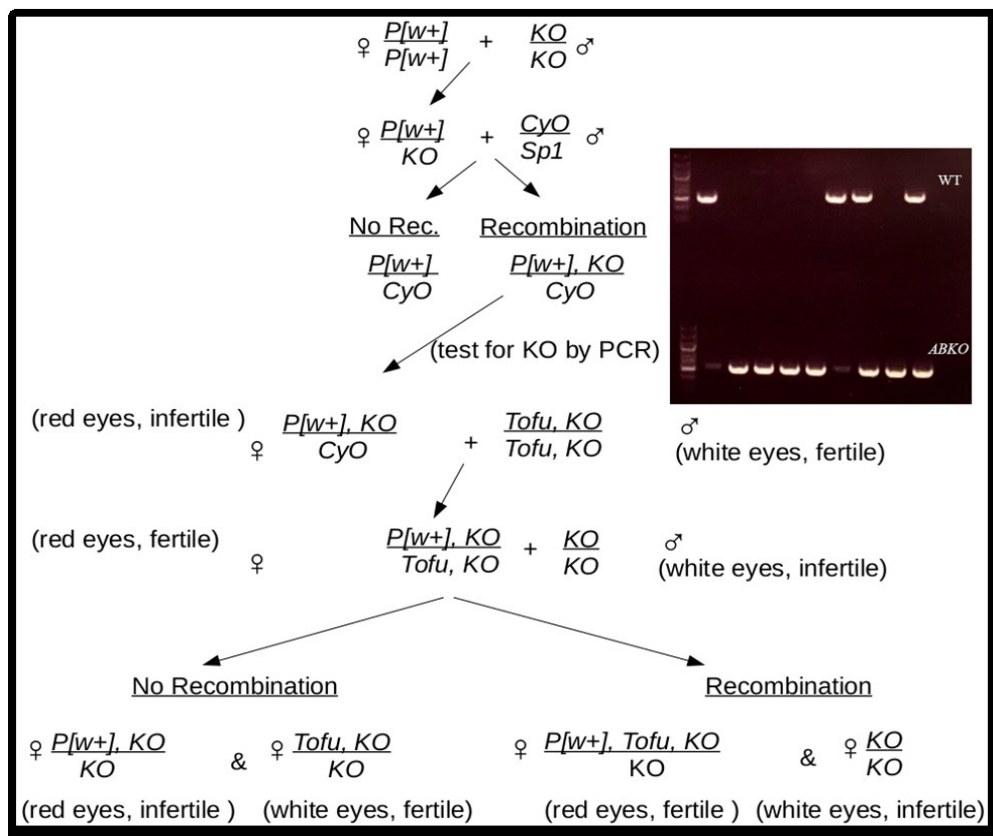 ♀ P[w+] + KO ♂
P[w+] KO
♀ P[w+] + CyO ♂
KO Sp1
No Rec. Recombination
P[w+] P[w+], KO
CyO CyO
WT
ABKO
(test for KO by PCR)
(red eyes, infertile ) ♀ P[w+], KO + Tofu, KO ♂
CyO Tofu, KO (white eyes, fertile)
(red eyes, fertile) ♀ P[w+], KO + KO ♂
Tofu, KO KO (white eyes, infertile)
No Recombination Recombination
♀ P[w+], KO & ♀ Tofu, KO ♀ P[w+], Tofu, KO & ♀ KO
KO KO KO KO
(red eyes, infertile ) (white eyes, fertile) (red eyes, fertile ) (white eyes, infertile)